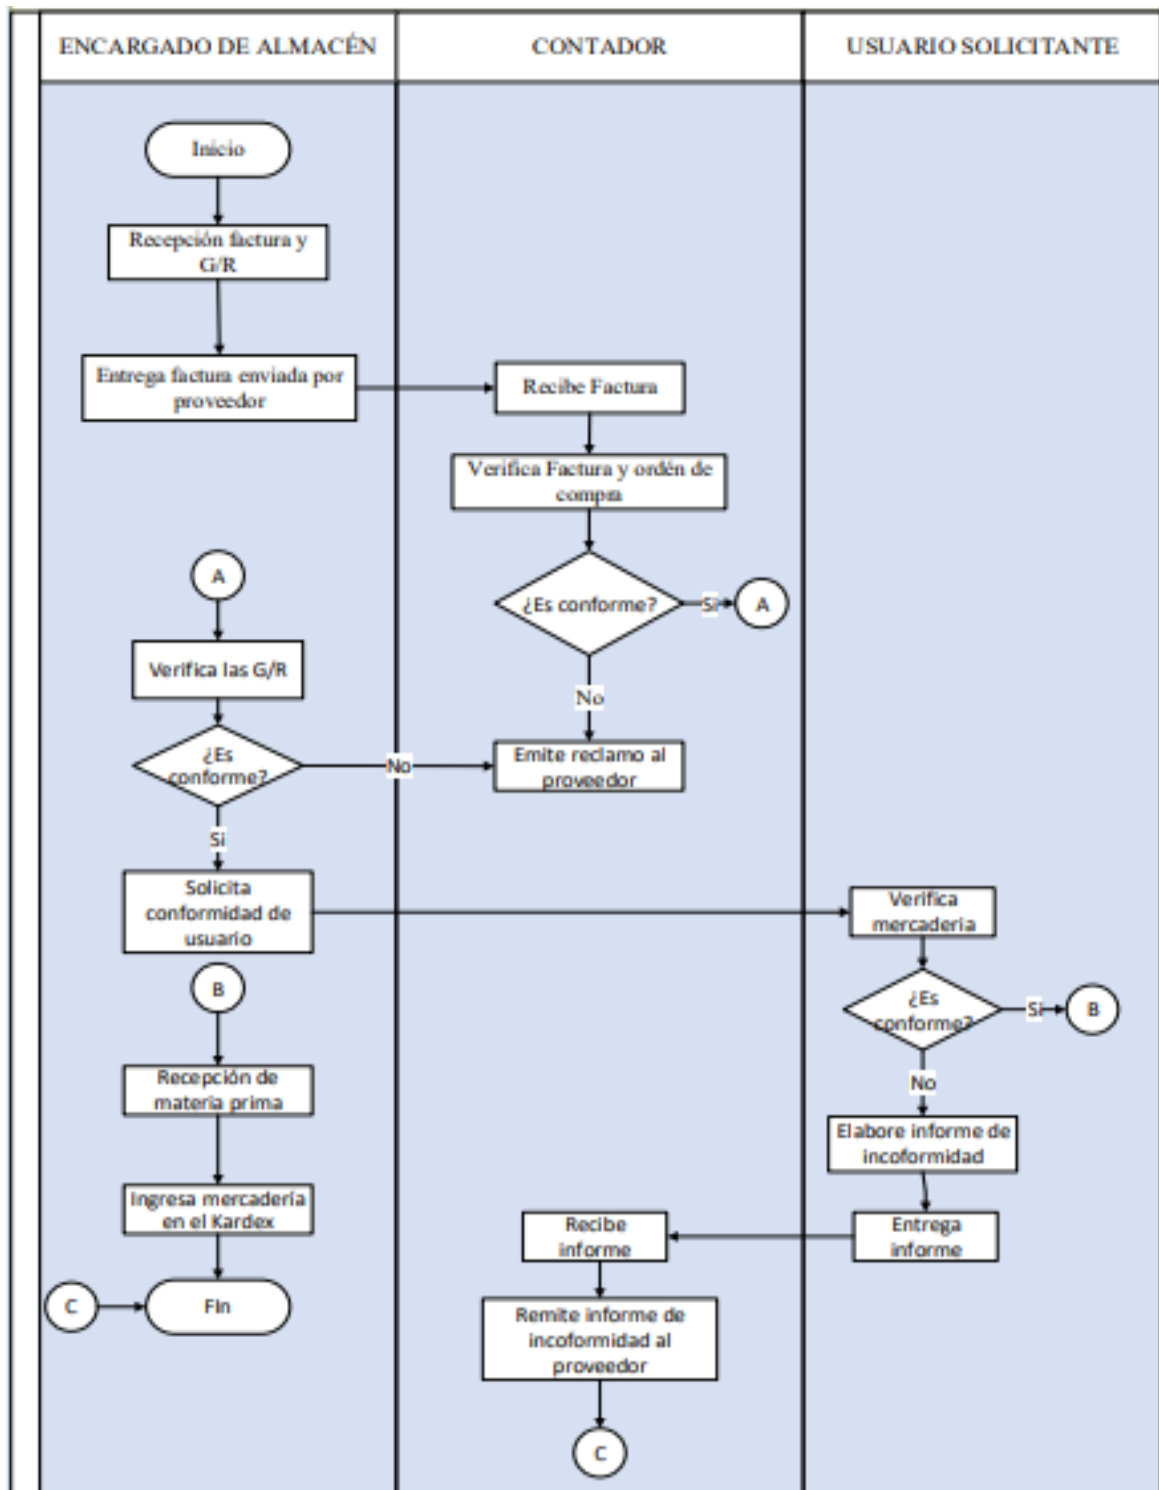 ENCARGADO DE ALMACÉN
CONTADOR
USUARIO SOLICITANTE
Inicio
Recepción factura y
G/R
Entrega factura enviada por
proveedor
Recibe Factura
Verifica Factura y ordén de
compra
¿Es conforme?
Si
A
No
A
Verifica las G/R
¿Es
conforme?
No
Emite reclamo al
proveedor
Si
Solicita
conformidad de
usuario
Verifica
mercaderia
¿Es
conforme?
Si
B
No
B
Recepción de
materia prima
Elabore informe de
incoformidad
Ingresa mercadería
en el Kardex
Entrega
informe
Recibe
informe
C
Fin
Remite informe de
incoformidad al
proveedor
C